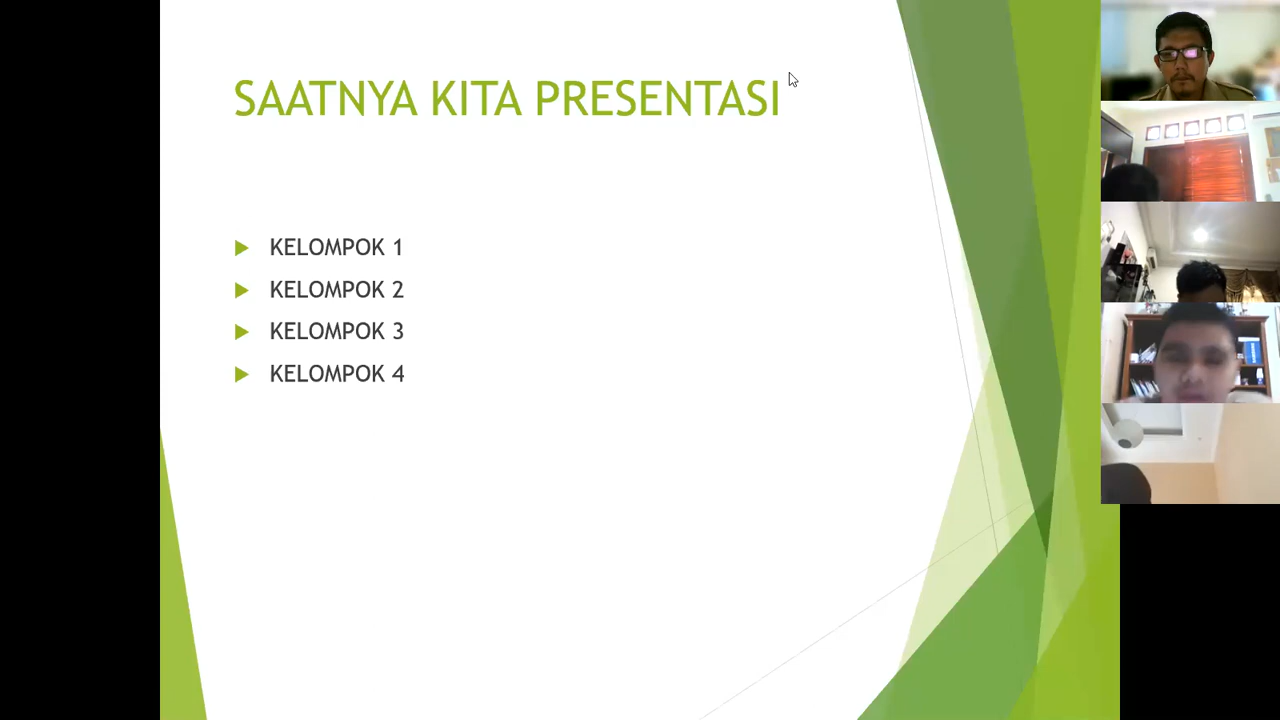 SAATNYA KITA PRESENTASI
KELOMPOK 1
KELOMPOK 2
KELOMPOK 3
KELOMPOK 4